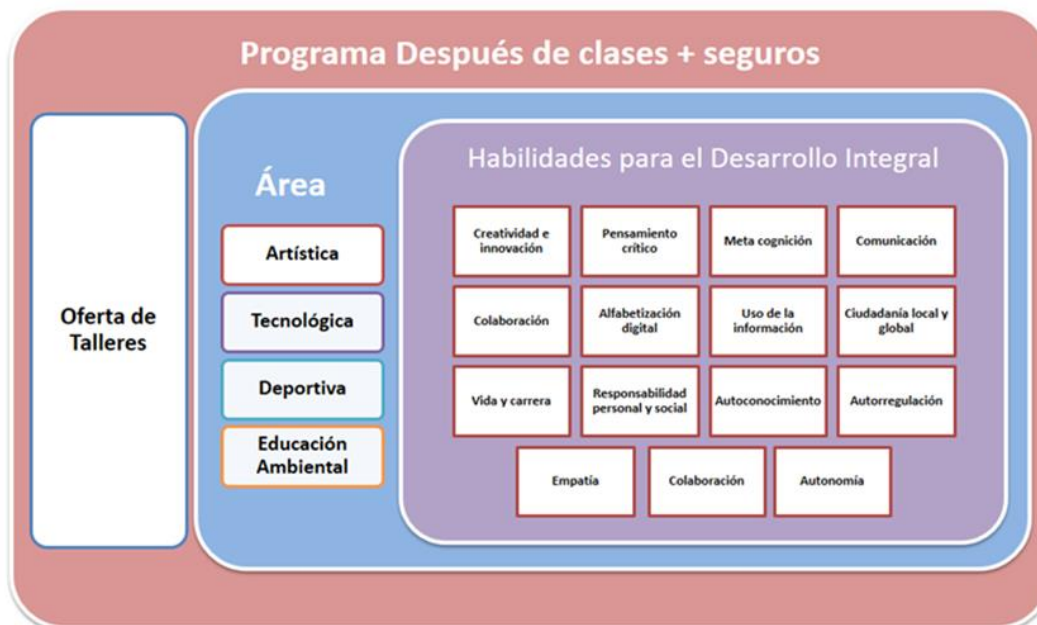 Programa Después de clases + seguros
Oferta de
Talleres
Área
Artística
Tecnológica
Deportiva
Educación
Ambiental
Habilidades para el Desarrollo Integral
Creatividad e
innovación
Pensamiento
crítico
Meta cognición
Comunicación
Colaboración
Alfabetización
digital
Uso de la
información
Ciudadanía local y
global
Vida y carrera
Responsabilidad
personal y social
Autoconocimiento
Autorregulación
Empatía
Colaboración
Autonomía